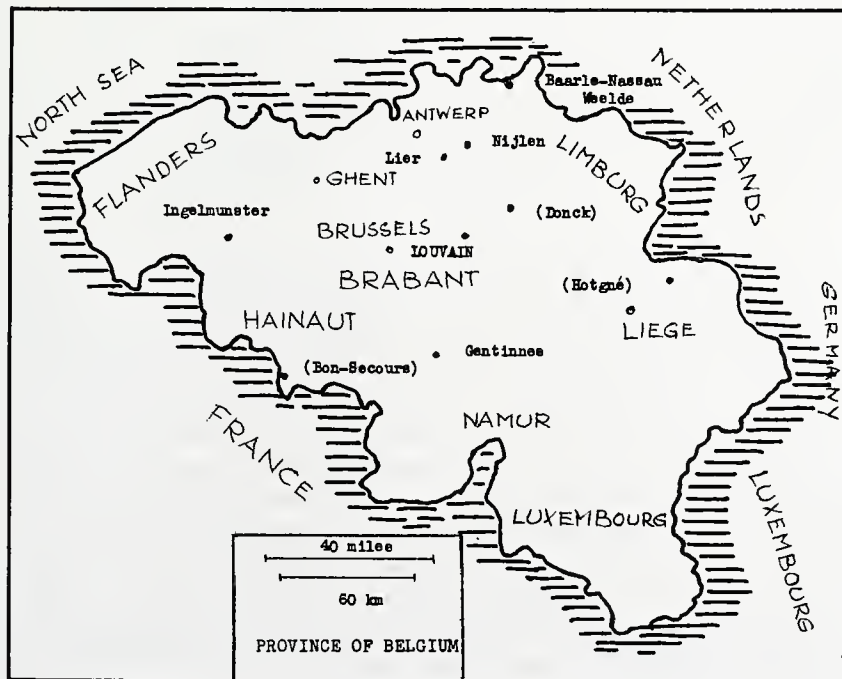 NORTH SEA
NETHERLANDS
Baarle-Nassau
Weelde
ANTWERP
Nijlen
Lier
LIMBURG
FLANDERS
GHENT
Ingelmunster
(Donck)
BRUSSELS
LOUVAIN
BRABANT
(Hotgné)
LIEGE
GERMANY
HAINAUT
Gentinnes
(Bon-Secours)
FRANCE
NAMUR
LUXEMBOURG
LUXEMBOURG
40 miles
60 km
PROVINCE OF BELGIUM